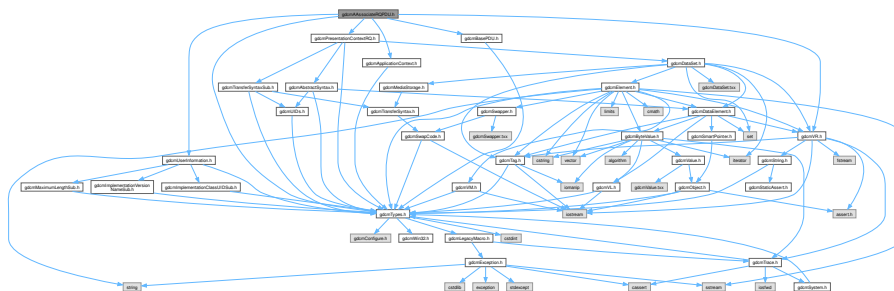 gdcmAAssociateRQPDU.h
gdcmPresentationContextRQ.h
gdcmBasePDU.h
gdcmApplicationContext.h
gdcmDataSet.h
gdcmTransferSyntaxSub.h
gdcmAbstractSyntax.h
gdcmMediaStorage.h
gdcmElement.h
gdcmDataSet.txx
gdcmUIDs.h
gdcmTransferSyntax.h
gdcmSwapper.h
limits
cmath
gdcmDataElement.h
gdcmSwapCode.h
gdcmSwapper.txx
cstring
vector
gdcmByteValue.h
gdcmSmartPointer.h
set
gdcmVR.h
gdcmUserInformation.h
gdcmTag.h
algorithm
gdcmValue.h
iterator
gdcmString.h
fstream
gdcmMaximumLengthSub.h
gdcmImplementationVersion
NameSub.h
gdcmImplementationClassUIDSub.h
gdcmVM.h
iomanip
gdcmVL.h
gdcmValue.txx
gdcmObject.h
gdcmStaticAssert.h
gdcmTypes.h
iostream
assert.h
gdcmConfigure.h
gdcmWin32.h
gdcmLegacyMacro.h
cstdint
gdcmException.h
gdcmTrace.h
string
cstdlib
exception
stdexcept
cassert
sstream
iosfwd
gdcmSystem.h